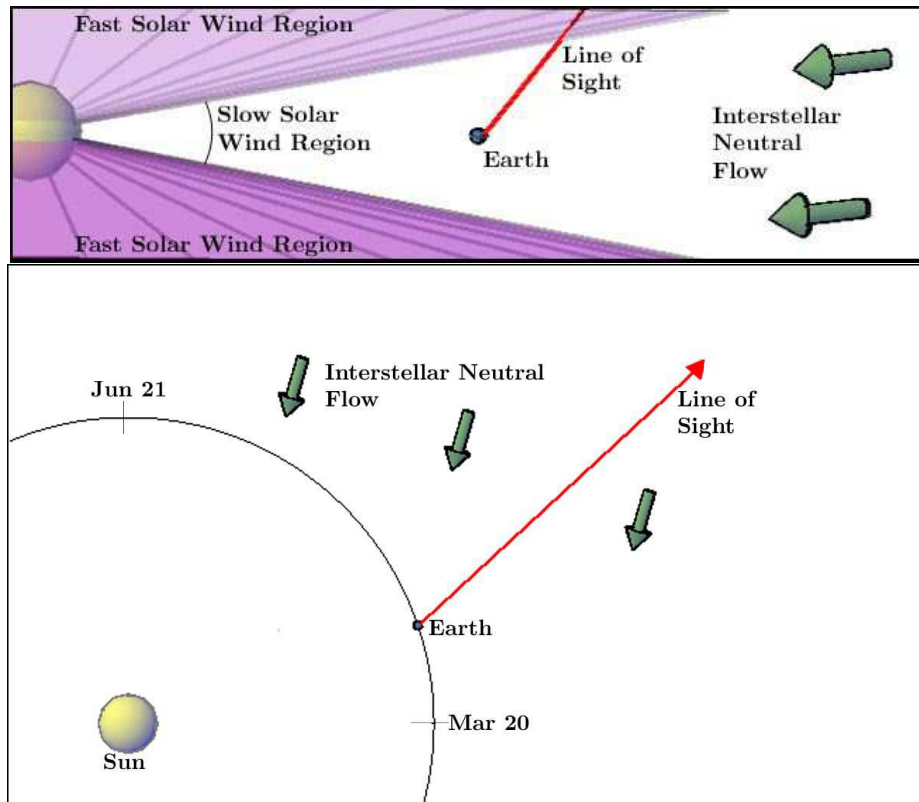 Fast Solar Wind Region
Line of
Sight
Slow Solar
Wind Region
Earth
Interstellar
Neutral
Flow
Fast Solar Wind Region
Jun 21
Interstellar Neutral
Flow
Line of
Sight
Earth
Mar 20
Sun